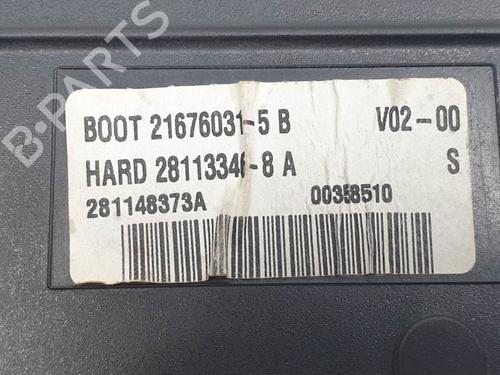 B-PARTS
BOOT 21676031-5 B V02-00
HARD 28113346-8 A S
281148373A 00358510